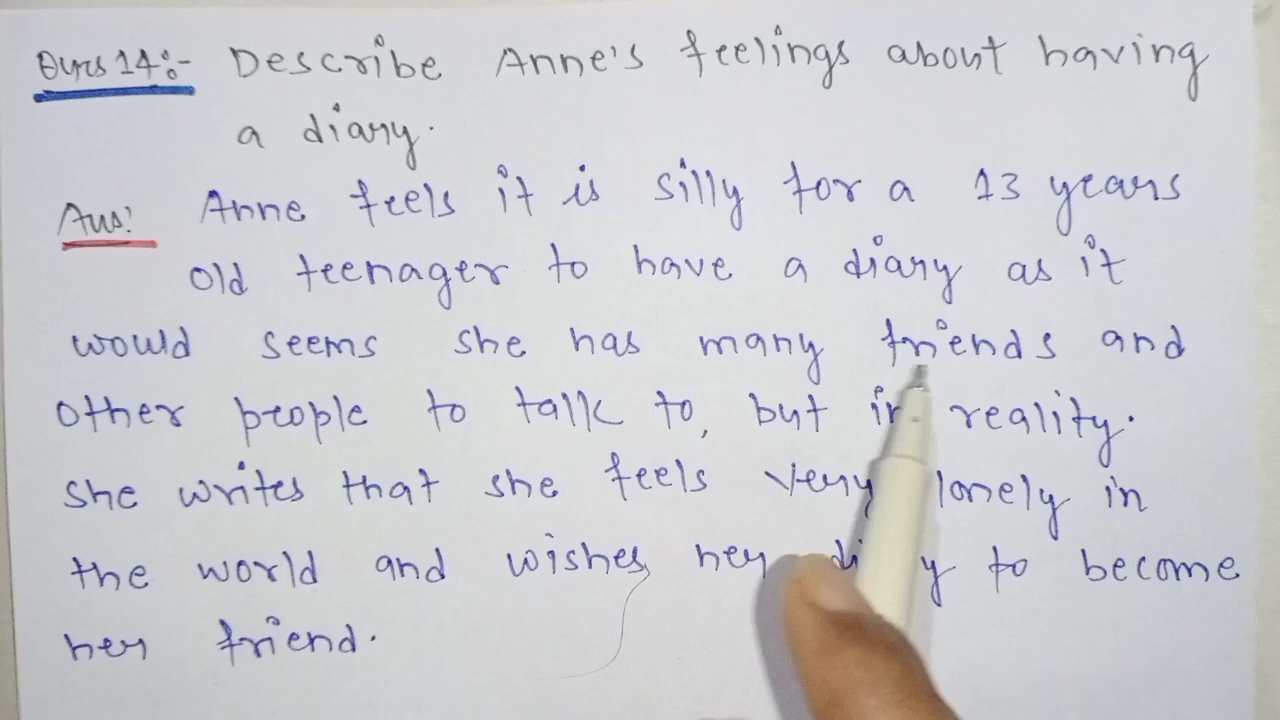 Ques 14:- Describe Anne's feelings about having
a diary.
Ans: Anne feels it is silly for a 13 years
old teenager to have a diary as it
would seems she has many friends and
other people to talk to, but in reality.
she writes that she feels very lonely in
the world and wishes her diary to become
her friend.